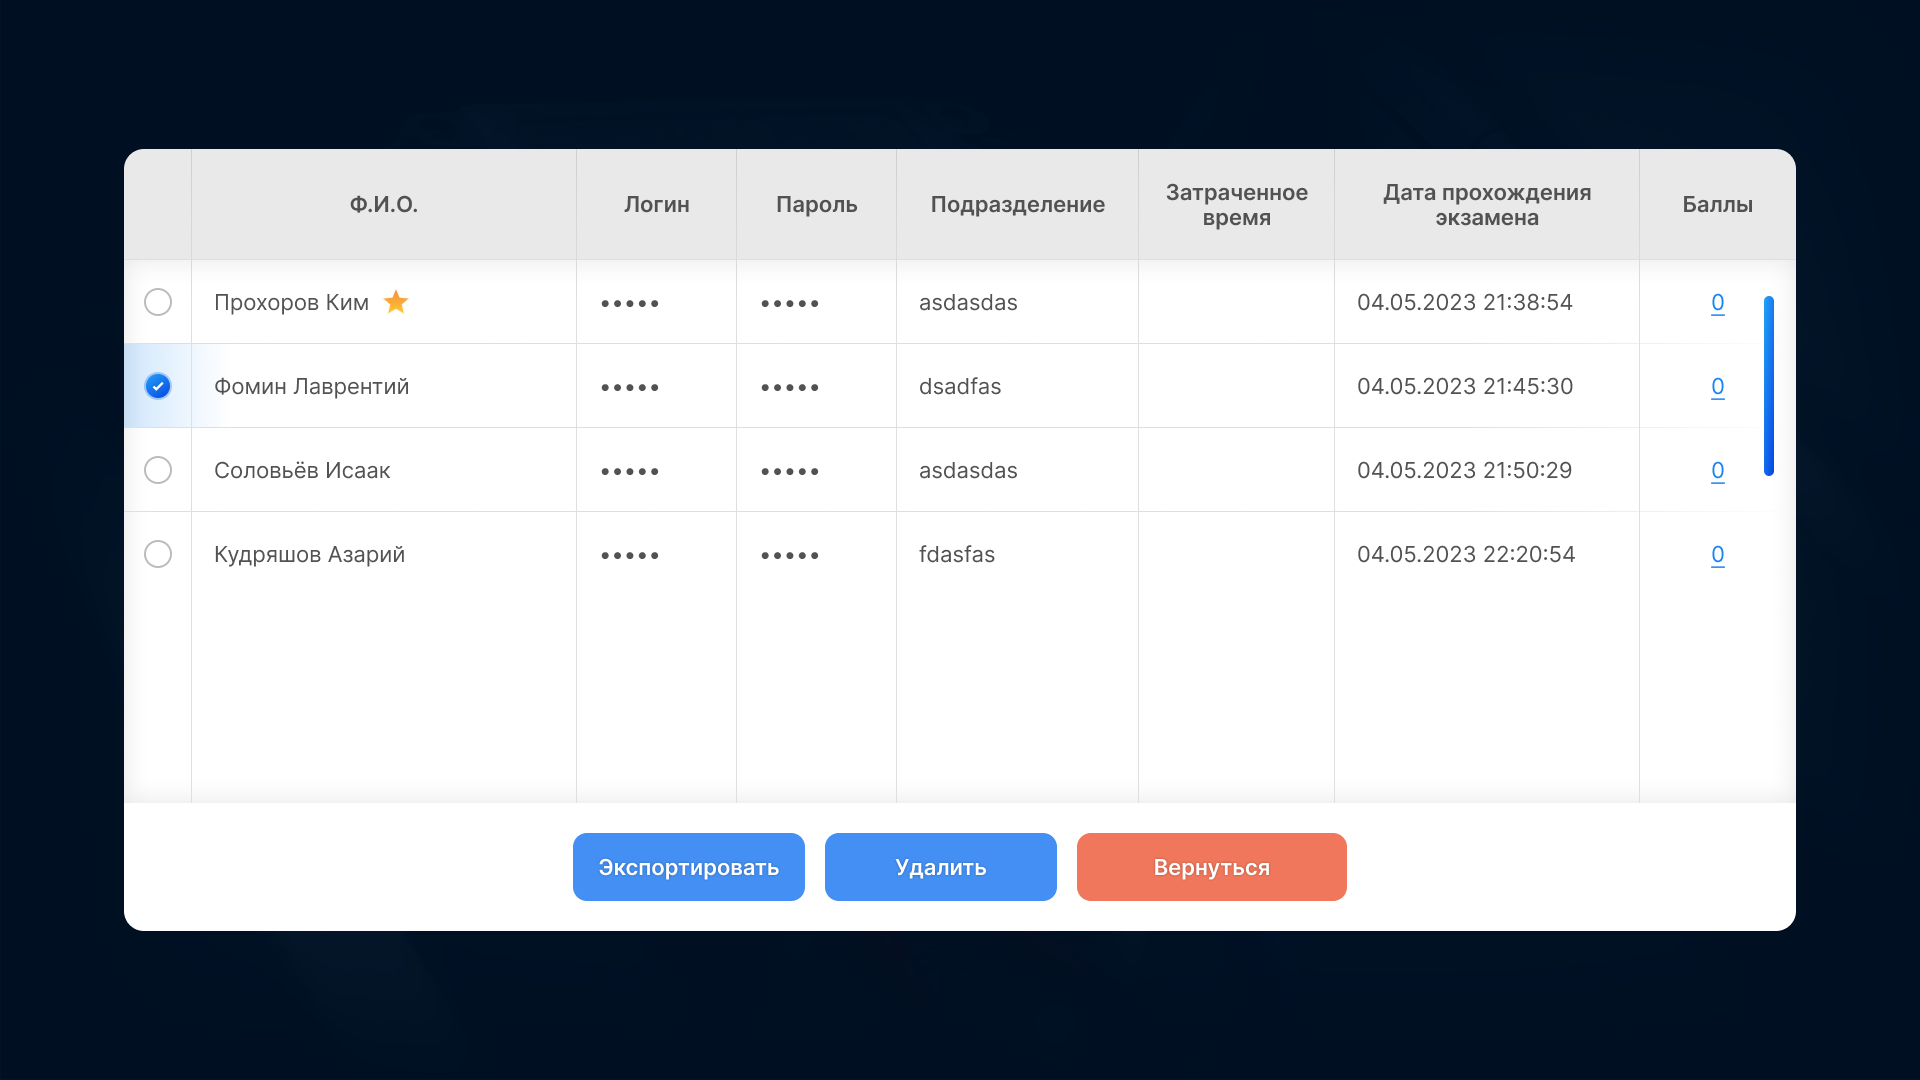 Ф.И.О.
Логин
Пароль
Подразделение
Затраченное
время
Дата прохождения
экзамена
Баллы
Прохоров Ким ••••• ••••• asdasdas 04.05.2023 21:38:54 0
Фомин Лаврентий ••••• ••••• dsadfas 04.05.2023 21:45:30 0
Соловьёв Исаак ••••• ••••• asdasdas 04.05.2023 21:50:29 0
Кудряшов Азарий ••••• ••••• fdasfas 04.05.2023 22:20:54 0
Экспортировать
Удалить
Вернуться